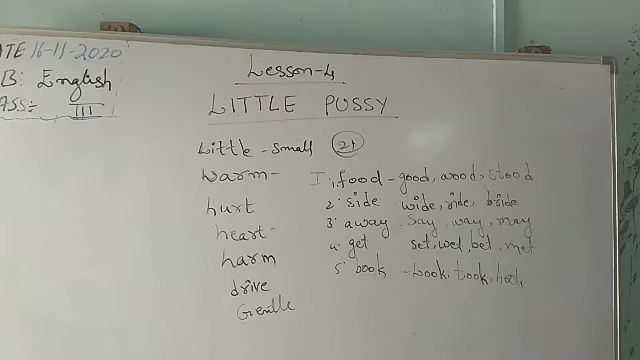 ATE 16-11-2020
B: English
ASS: III
Lesson-4
LITTLE PUSSY
Little - small 21
warm -
hurt
heart -
harm
drive
Gentle
I 1. food - good, wood, stood
2. side wide, ride, bride
3. away - Say, way, may
4. get set, wet, bet, met
5. book - look, took,